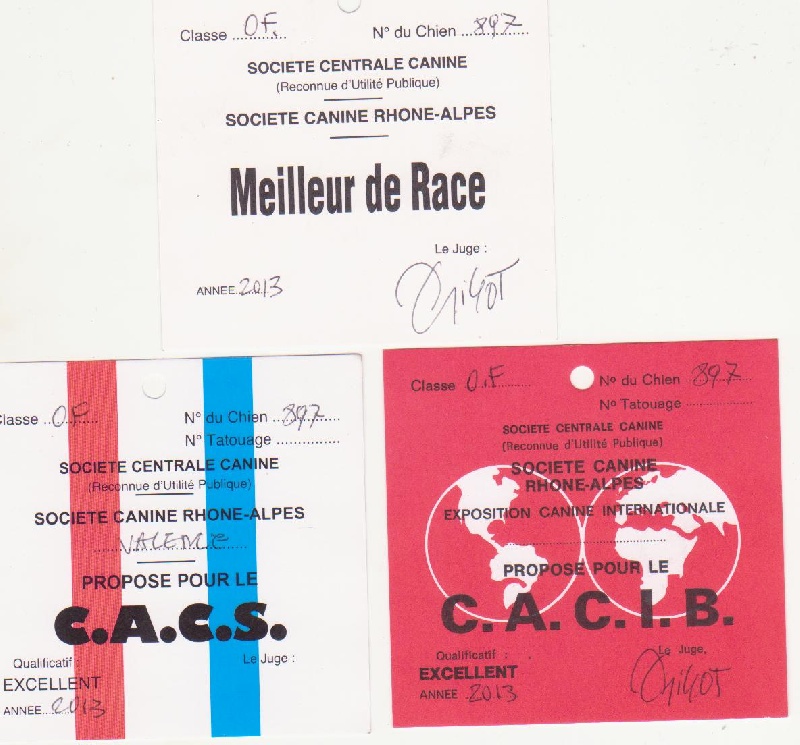 Classe ..O.F....... N° du Chien ...897.......
SOCIETE CENTRALE CANINE
(Reconnue d'Utilité Publique)
SOCIETE CANINE RHONE-ALPES
Meilleur de Race
Le Juge :
ANNEE..2013
Classe ..O.F....... N° du Chien ...897.......
N° Tatouage ...............
SOCIETE CENTRALE CANINE
(Reconnue d'Utilité Publique)
SOCIETE CANINE RHONE-ALPES
VALENCE
PROPOSE POUR LE
C.A.C.S.
Qualificatif : Le Juge :
EXCELLENT
ANNEE..2013
Classe O.F Nº du Chien 897
Nº Tatouage ..................
SOCIETE CENTRALE CANINE
(Reconnue d'Utilité Publique)
SOCIETE CANINE
RHONE-ALPES
EXPOSITION CANINE INTERNATIONALE
PROPOSE POUR LE
C. A. C. I. B.
Qualificatif : Le Juge,
EXCELLENT
ANNEE 2013